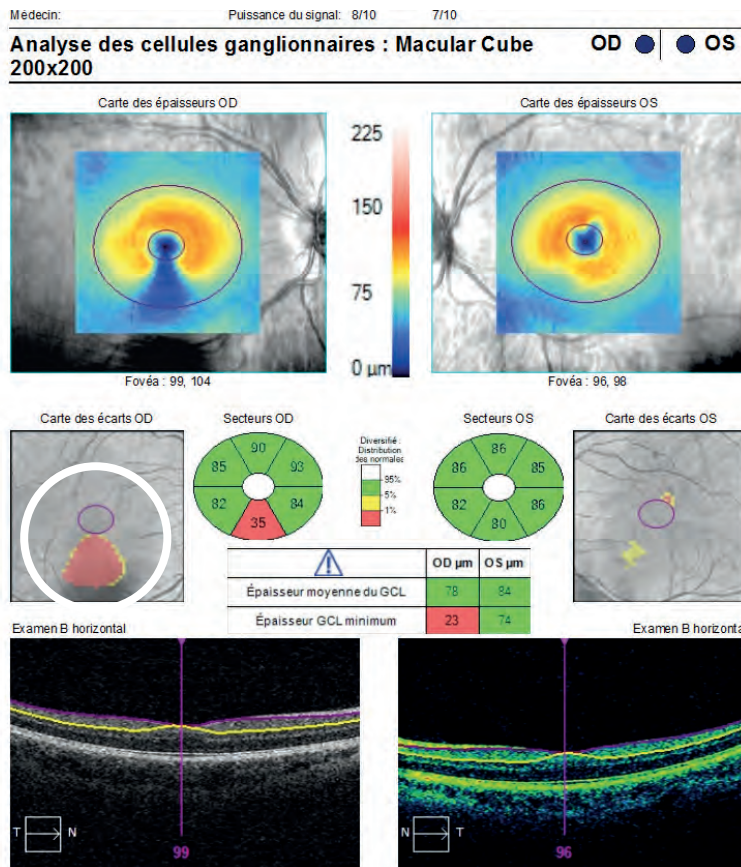 Médecin: Puissance du signal: 8/10 7/10
Analyse des cellules ganglionnaires : Macular Cube OD OS
200x200
Carte des épaisseurs OD Carte des épaisseurs OS
225
150
75
0 µm
Fovéa : 99, 104 Fovéa : 96, 98
Carte des écarts OD Secteurs OD Secteurs OS Carte des écarts OS
Diversifié :
Distribution
des normales
95%
5%
1%
90
85 93
82 84
35
86
86 85
82 86
80
OD µm OS µm
Épaisseur moyenne du GCL 78 84
Épaisseur GCL minimum 23 74
Examen B horizontal Examen B horizonta
T N
99
N T
96